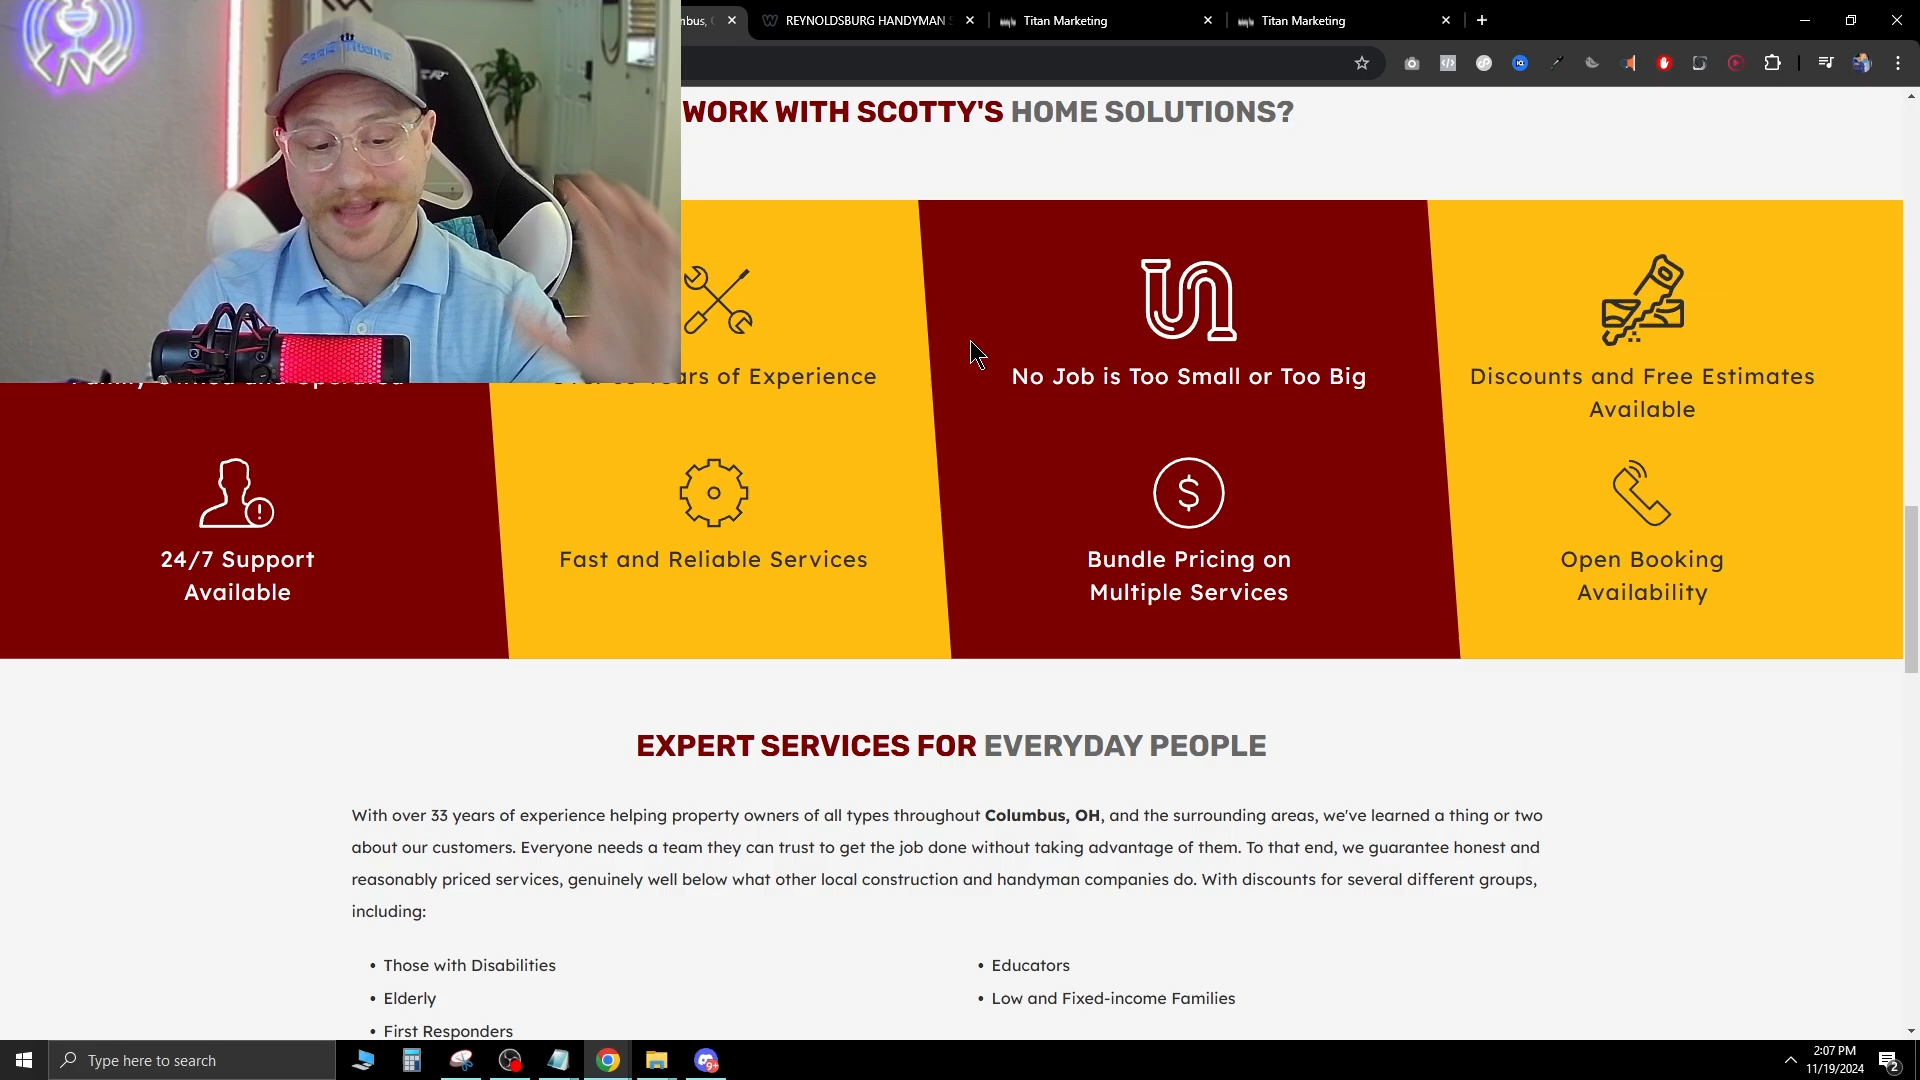 SaaS Titans
REYNOLDSBURG HANDYMAN
Titan Marketing
Titan Marketing
WORK WITH SCOTTY'S HOME SOLUTIONS?
Years of Experience
No Job is Too Small or Too Big
Discounts and Free Estimates
Available
24/7 Support
Available
Fast and Reliable Services
Bundle Pricing on
Multiple Services
Open Booking
Availability
EXPERT SERVICES FOR EVERYDAY PEOPLE
With over 33 years of experience helping property owners of all types throughout Columbus, OH, and the surrounding areas, we've learned a thing or two
about our customers. Everyone needs a team they can trust to get the job done without taking advantage of them. To that end, we guarantee honest and
reasonably priced services, genuinely well below what other local construction and handyman companies do. With discounts for several different groups,
including:
• Those with Disabilities
• Educators
• Elderly
• Low and Fixed-income Families
• First Responders
Type here to search
9+
2:07 PM
11/19/2024
2